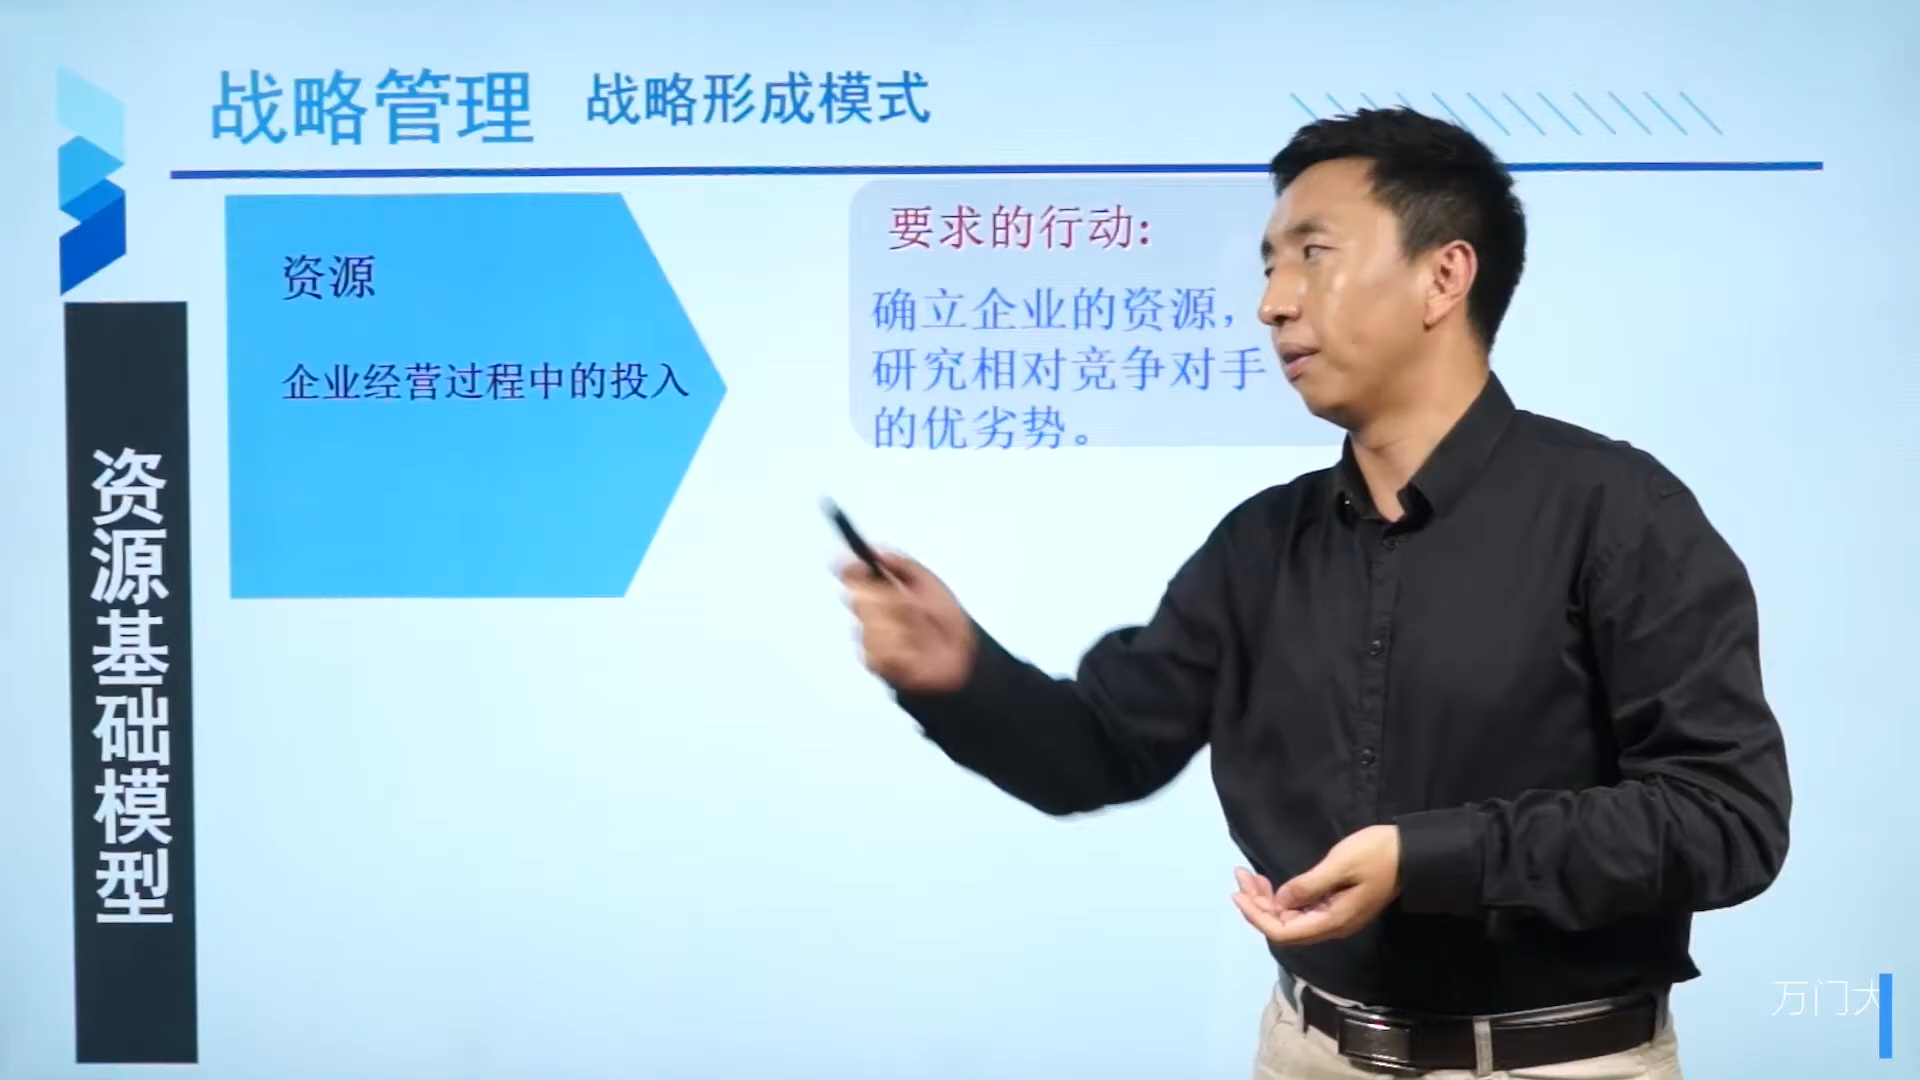 战略管理 战略形成模式
资源
企业经营过程中的投入
要求的行动:
确立企业的资源，
研究相对竞争对手
的优劣势。
资源基础模型
万门大